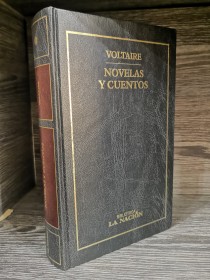 VOLTAIRE
NOVELAS
Y CUENTOS
BIBLIOTECA
LA NACION